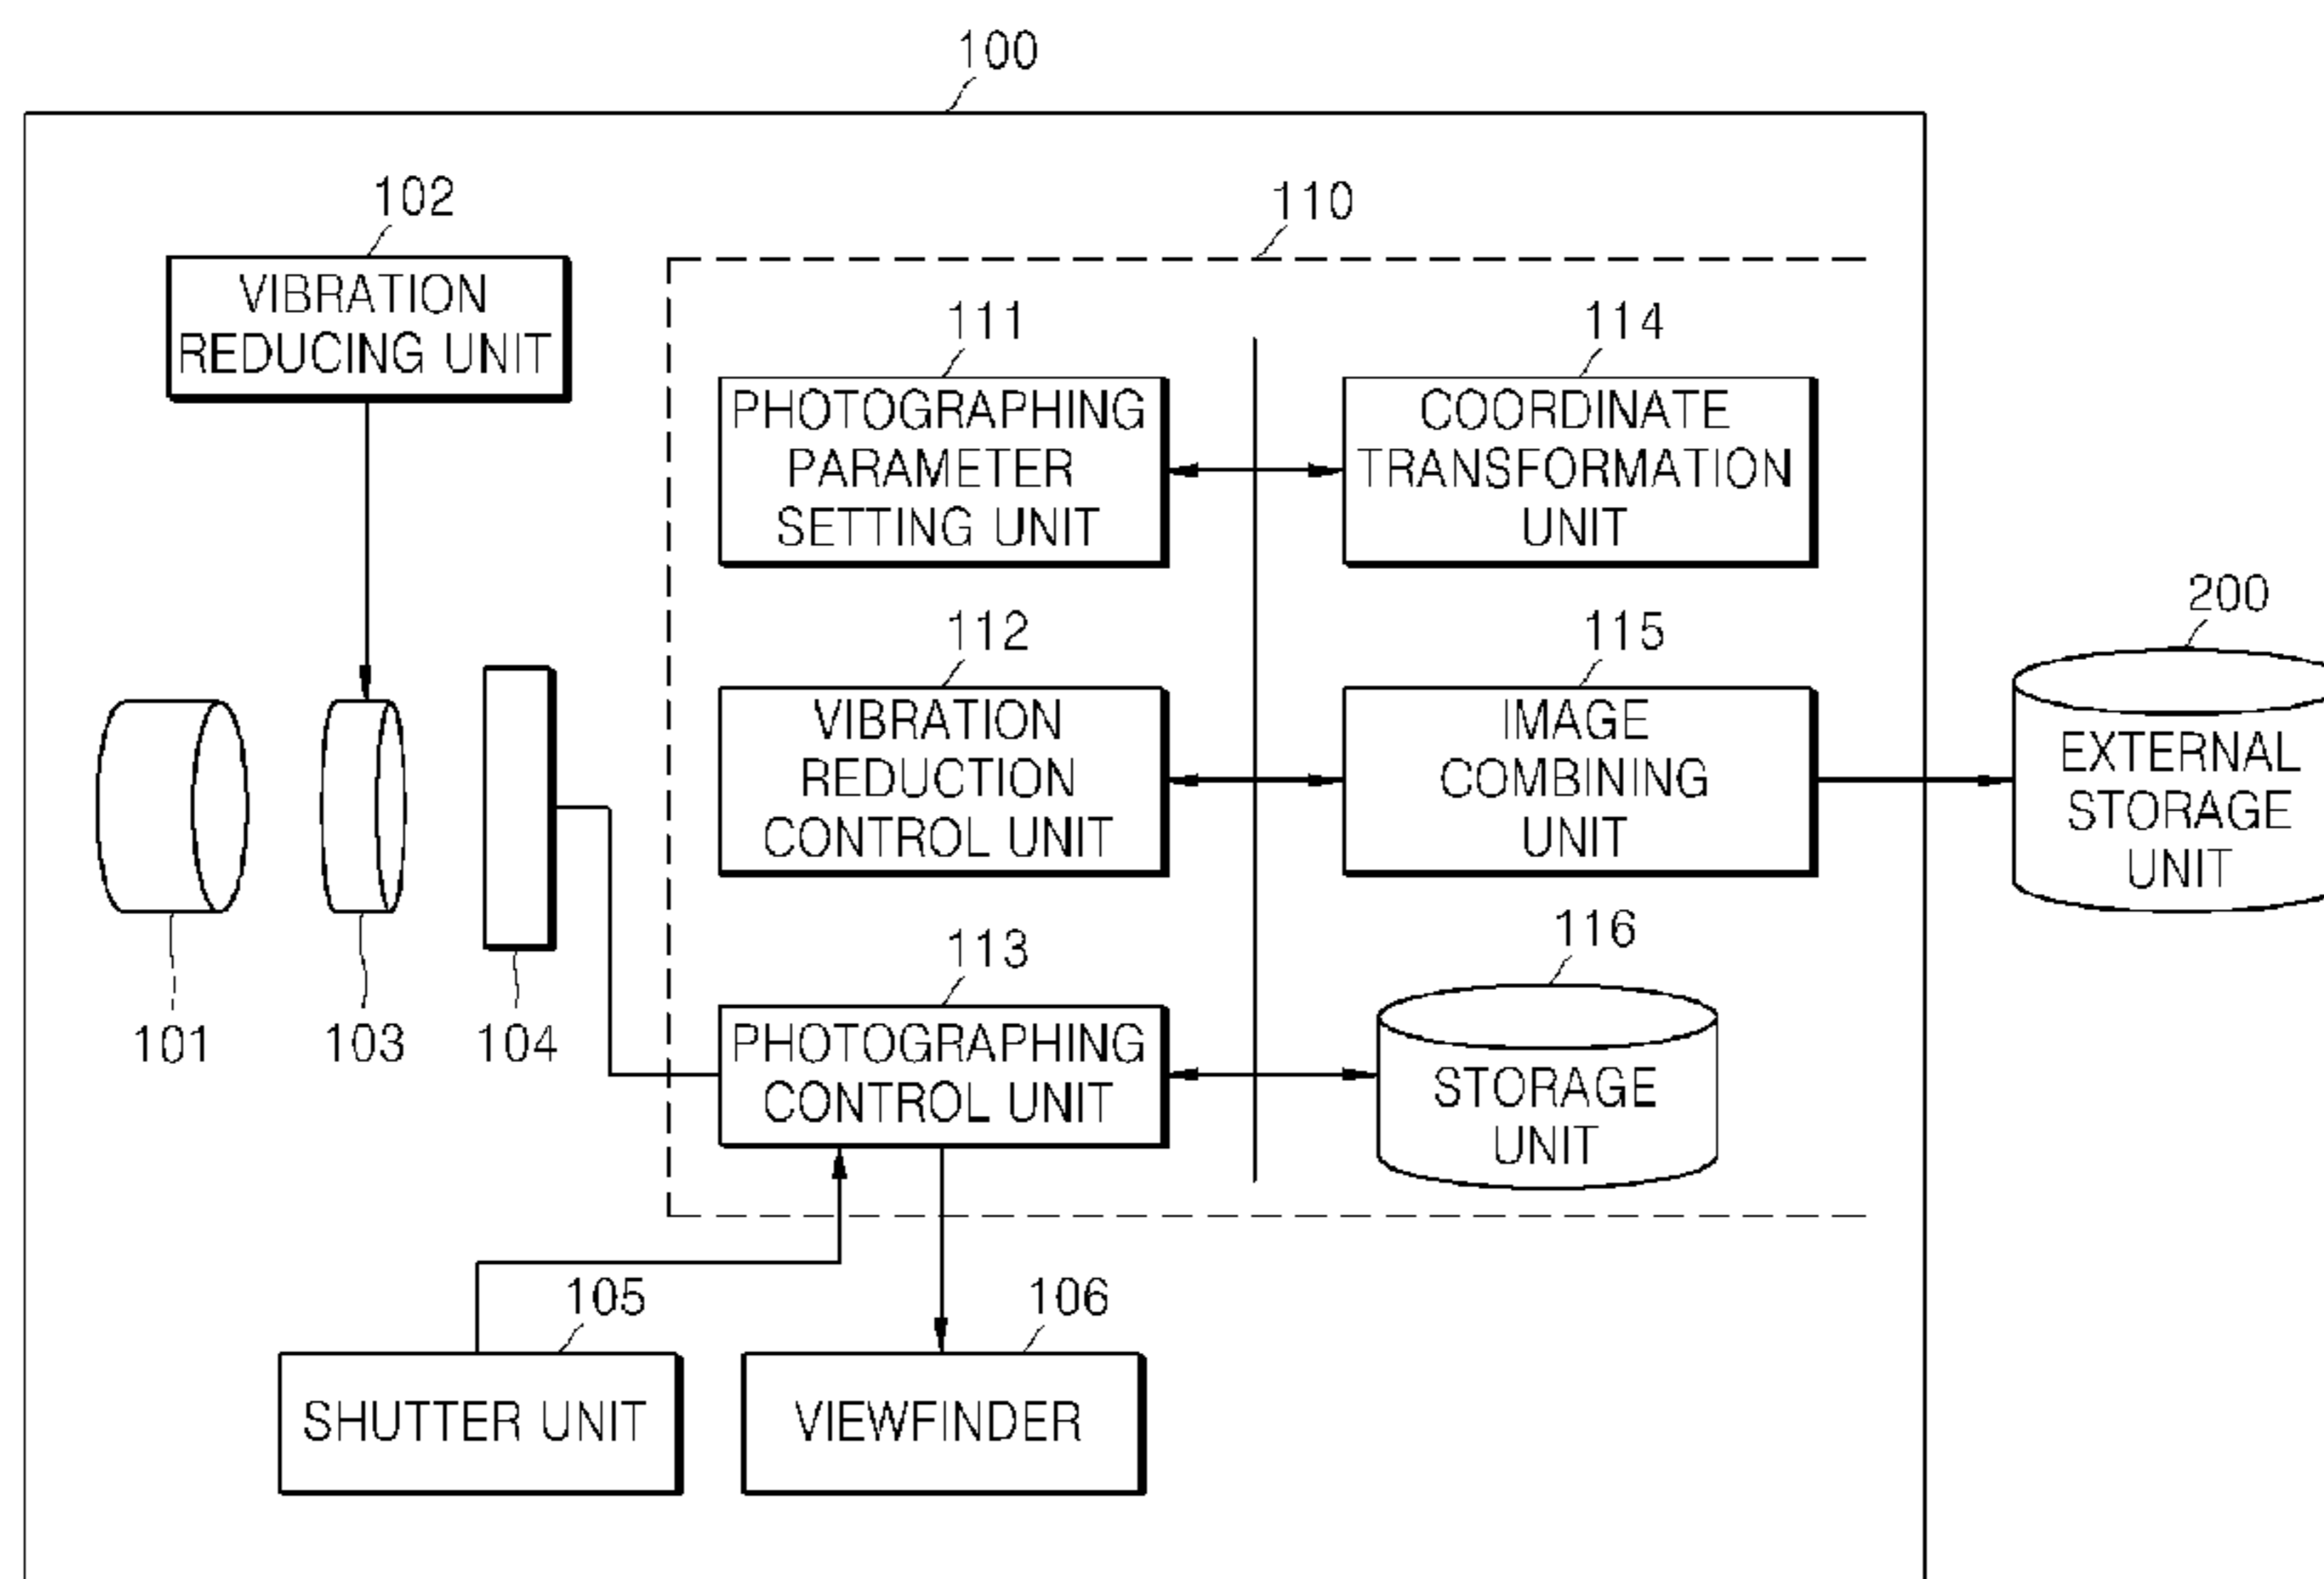 100
102
110
VIBRATION
REDUCING UNIT
111
114
PHOTOGRAPHING
PARAMETER
SETTING UNIT
COORDINATE
TRANSFORMATION
UNIT
200
112
115
VIBRATION
REDUCTION
CONTROL UNIT
IMAGE
COMBINING
UNIT
EXTERNAL
STORAGE
UNIT
101
103
104
113
116
PHOTOGRAPHING
CONTROL UNIT
STORAGE
UNIT
105
106
SHUTTER UNIT
VIEWFINDER